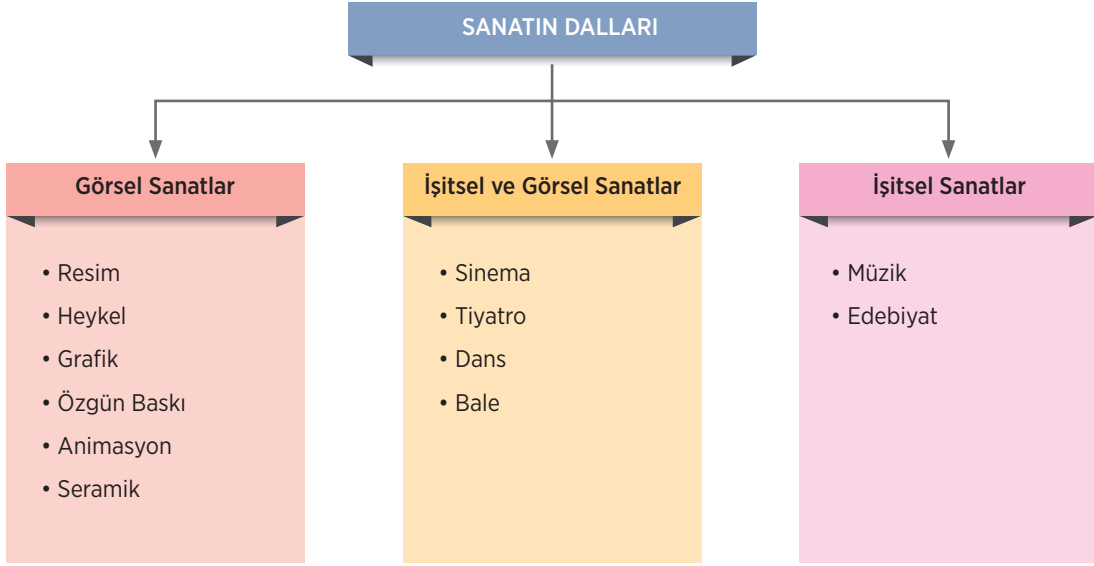 SANATIN DALLARI
Görsel Sanatlar
• Resim
• Heykel
• Grafik
• Özgün Baskı
• Animasyon
• Seramik
İşitsel ve Görsel Sanatlar
• Sinema
• Tiyatro
• Dans
• Bale
İşitsel Sanatlar
• Müzik
• Edebiyat